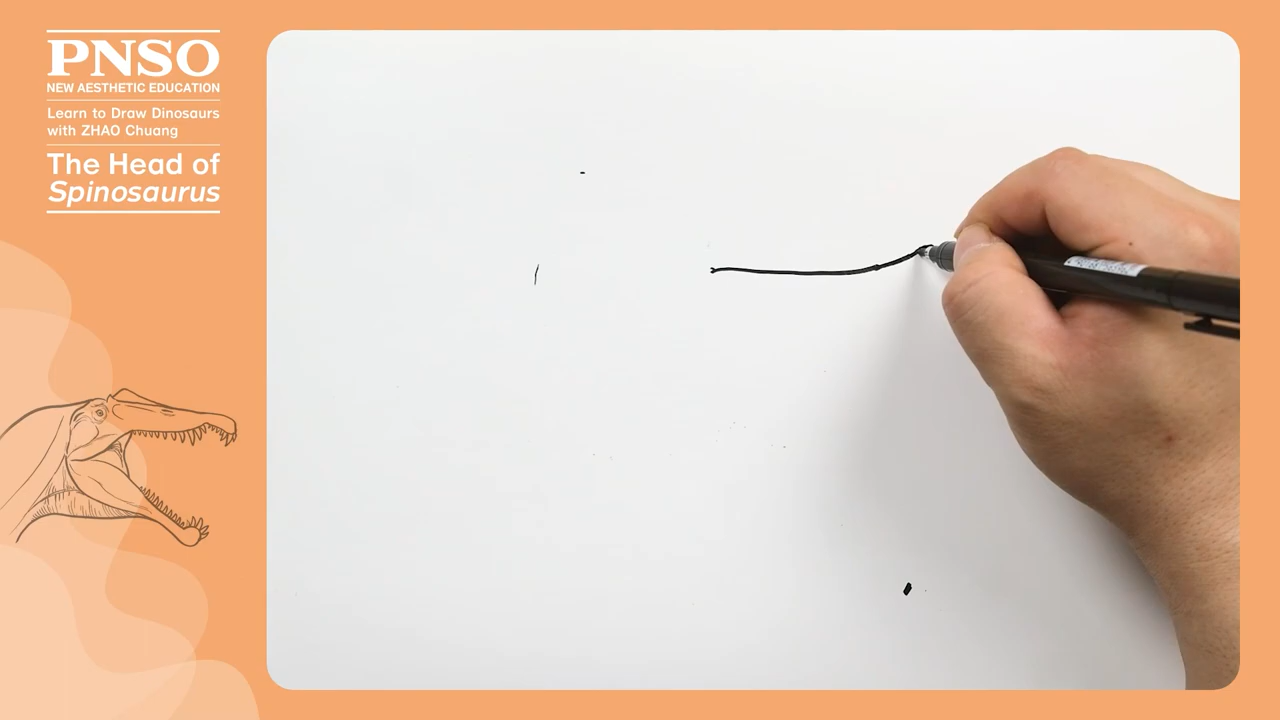 PNSO
NEW AESTHETIC EDUCATION
Learn to Draw Dinosaurs
with ZHAO Chuang
The Head of
Spinosaurus